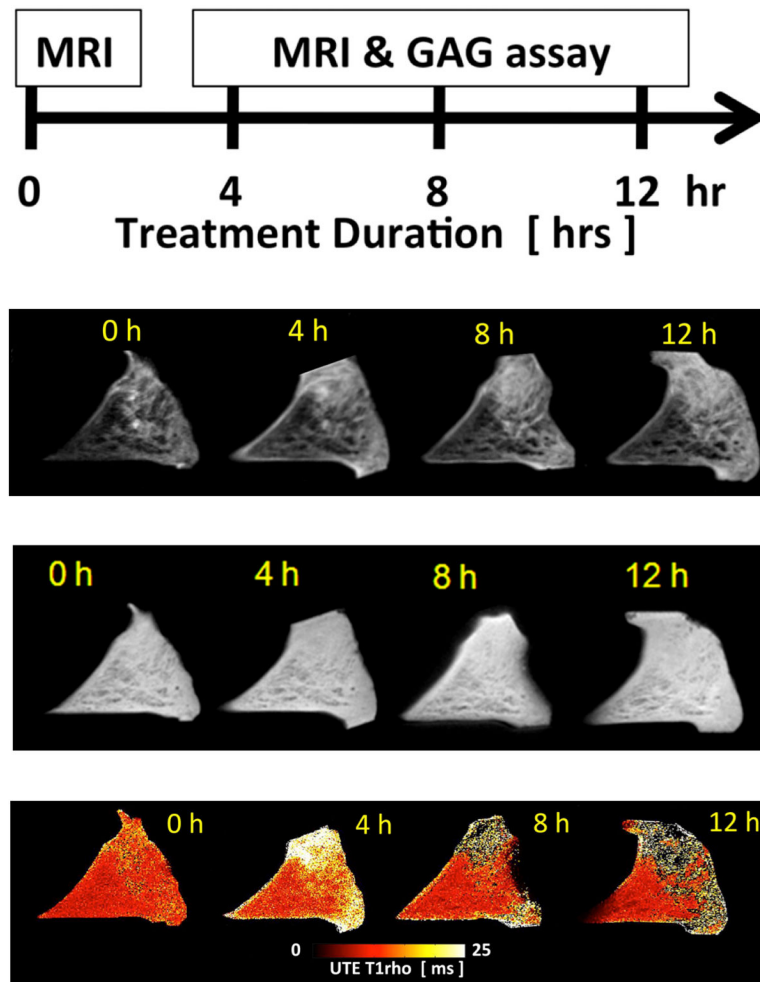 MRI
MRI & GAG assay
0 4 8 12 hr
Treatment Duration [ hrs ]
0 h 4 h 8 h 12 h
0 h 4 h 8 h 12 h
0 h 4 h 8 h 12 h
0 25
UTE T1rho [ ms ]